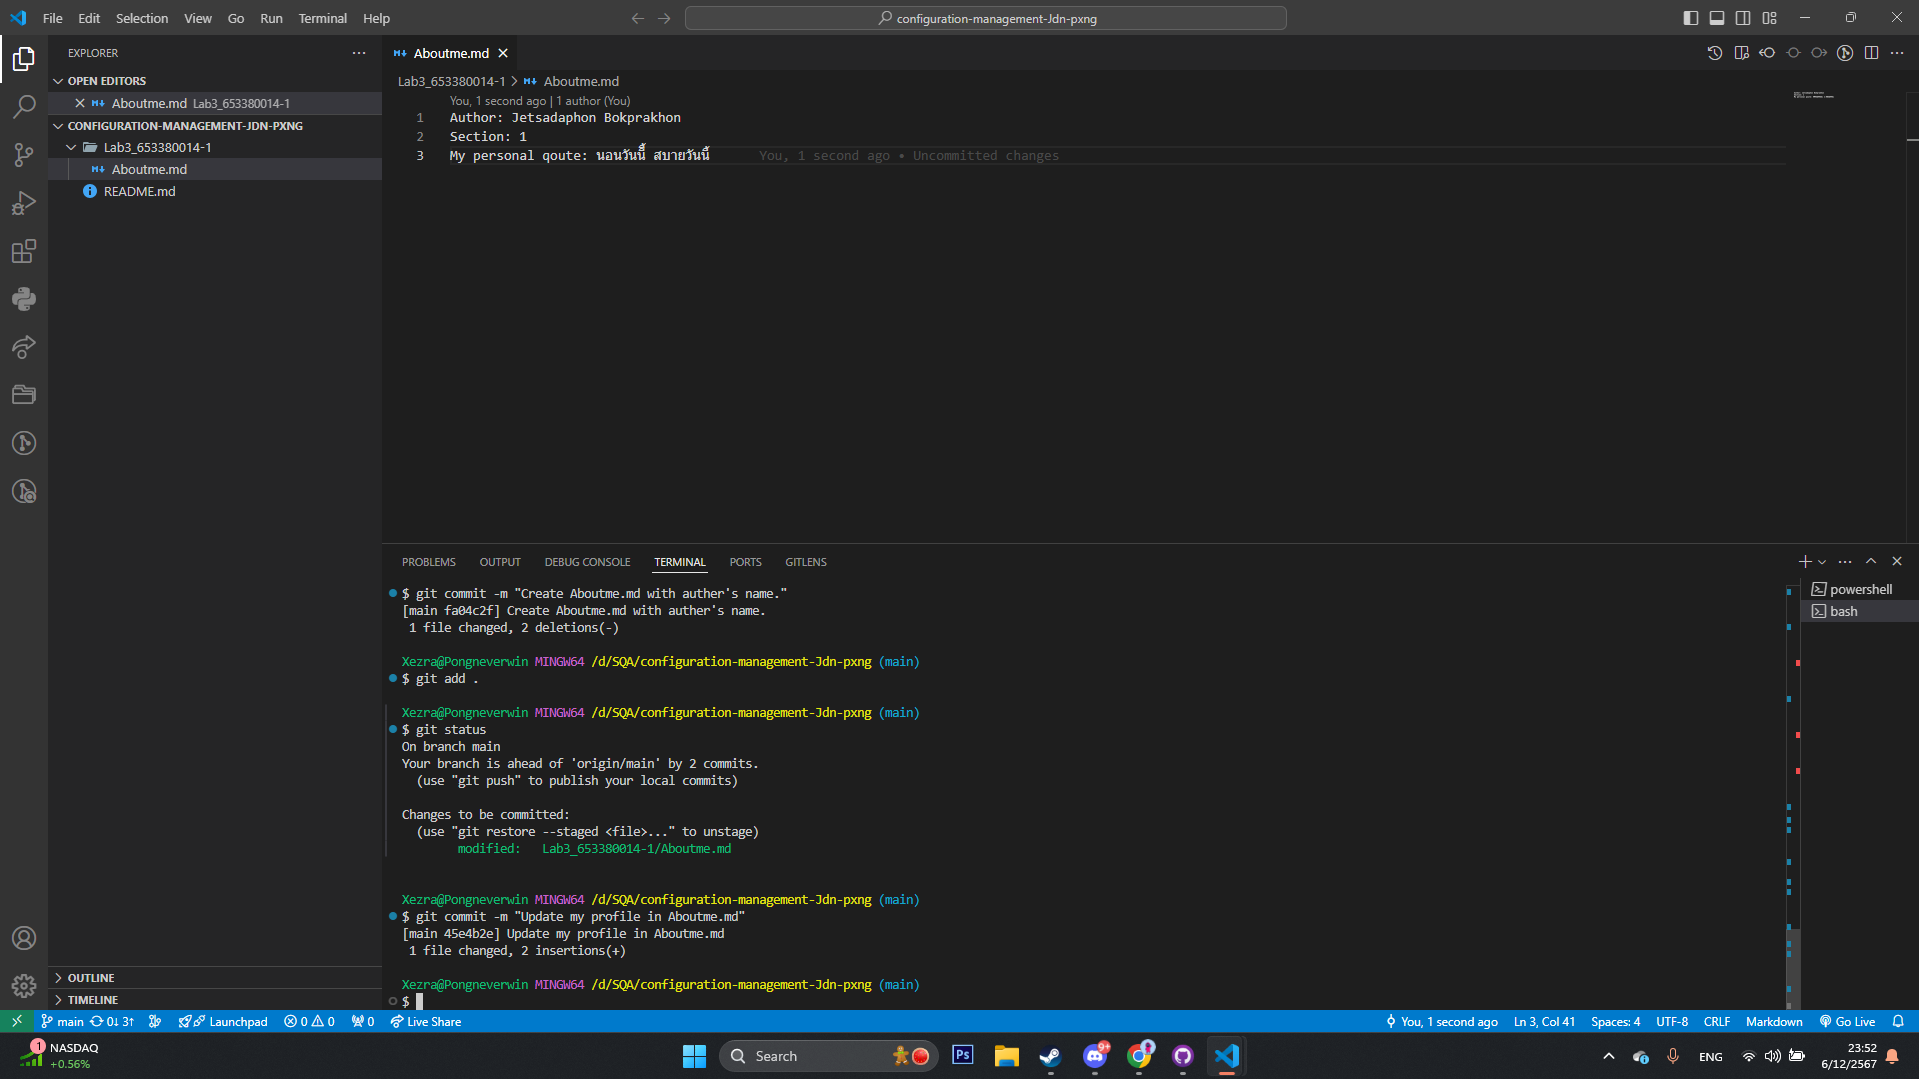 File Edit Selection View Go Run Terminal Help
configuration-management-Jdn-pxng
EXPLORER
OPEN EDITORS
Aboutme.md Lab3_653380014-1
CONFIGURATION-MANAGEMENT-JDN-PXNG
Lab3_653380014-1
Aboutme.md
README.md
OUTLINE
TIMELINE
Aboutme.md
Lab3_653380014-1 > Aboutme.md
You, 1 second ago | 1 author (You)
1 Author: Jetsadaphon Bokprakhon
2 Section: 1
3 My personal qoute: นอนวันนี้ สบายวันนี้ You, 1 second ago • Uncommitted changes
PROBLEMS OUTPUT DEBUG CONSOLE TERMINAL PORTS GITLENS
powershell
bash
$ git commit -m "Create Aboutme.md with auther's name."
[main fa04c2f] Create Aboutme.md with auther's name.
1 file changed, 2 deletions(-)
Xezra@Pongneverwin MINGW64 /d/SQA/configuration-management-Jdn-pxng (main)
$ git add .
Xezra@Pongneverwin MINGW64 /d/SQA/configuration-management-Jdn-pxng (main)
$ git status
On branch main
Your branch is ahead of 'origin/main' by 2 commits.
(use "git push" to publish your local commits)
Changes to be committed:
(use "git restore --staged <file>..." to unstage)
modified: Lab3_653380014-1/Aboutme.md
Xezra@Pongneverwin MINGW64 /d/SQA/configuration-management-Jdn-pxng (main)
$ git commit -m "Update my profile in Aboutme.md"
[main 45e4b2e] Update my profile in Aboutme.md
1 file changed, 2 insertions(+)
Xezra@Pongneverwin MINGW64 /d/SQA/configuration-management-Jdn-pxng (main)
$
main 0↓ 3↑ Launchpad 0 0 0 Live Share You, 1 second ago Ln 3, Col 41 Spaces: 4 UTF-8 CRLF Markdown Go Live
1 NASDAQ
+0.56%
Search
Ps
9+
ENG
23:52
6/12/2567